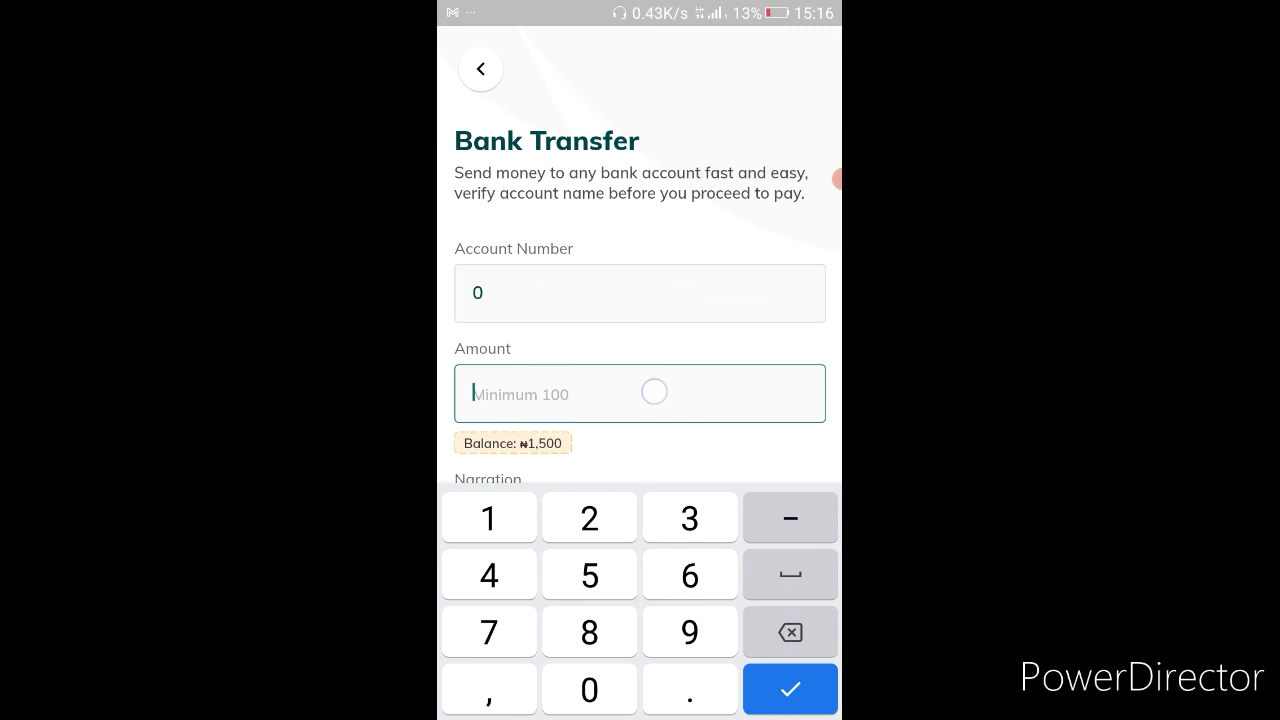 0.43K/s 13% 15:16
Bank Transfer
Send money to any bank account fast and easy,
verify account name before you proceed to pay.
Account Number
0
Amount
Minimum 100
Balance: ₦1,500
Narration
1 2 3 -
4 5 6
7 8 9
, 0 .
PowerDirector